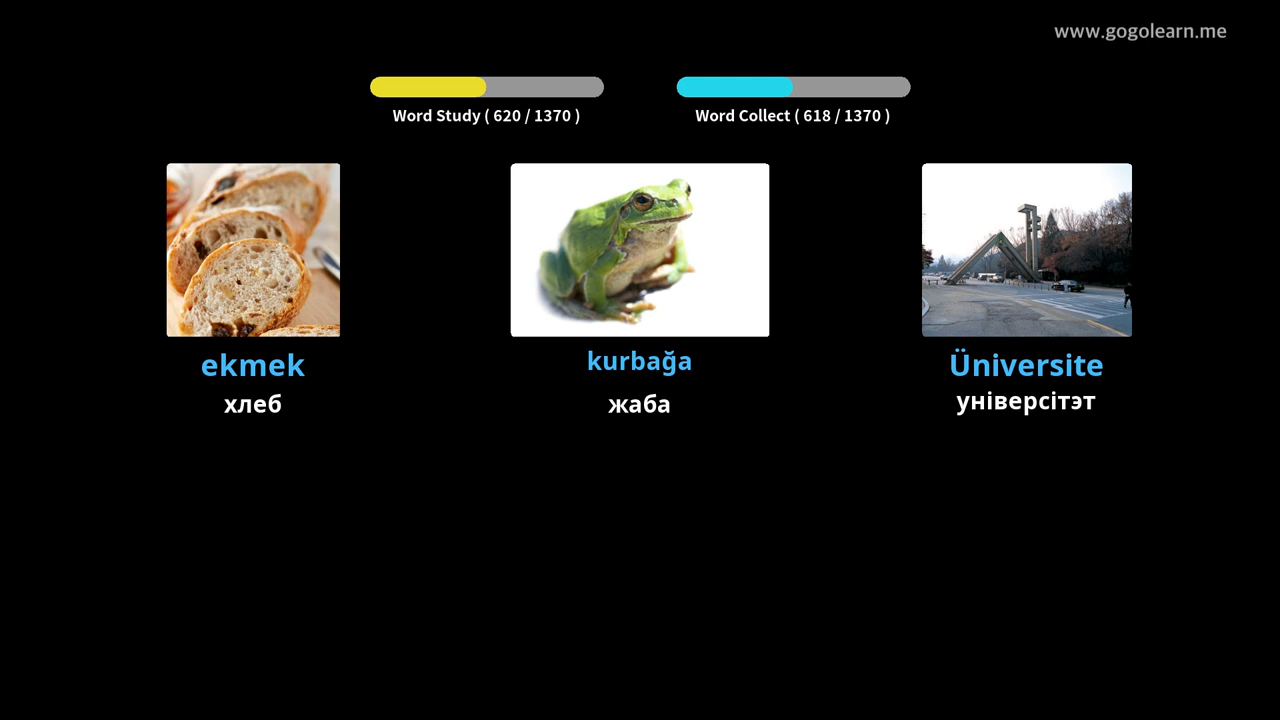 www.gogolearn.me
Word Study ( 620 / 1370 )
Word Collect ( 618 / 1370 )
ekmek
хлеб
kurbağa
жаба
Üniversite
універсітэт